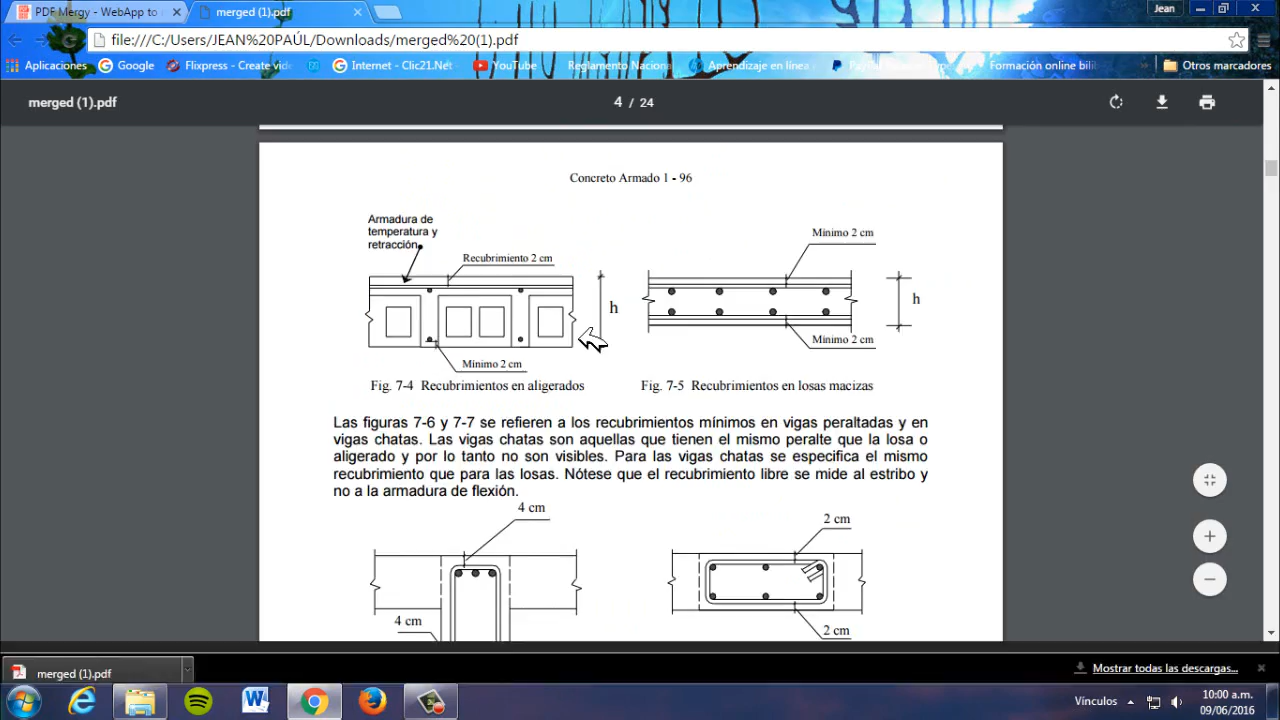 PDF Mergy - WebApp to
merged (1).pdf
Jean
file:///C:/Users/JEAN%20PAÚL/Downloads/merged%20(1).pdf
Aplicaciones
Google
Flixpress - Create vide
Internet - Clic21.Net
YouTube
Reglamento Naciona
Aprendizaje en línea
Formación online bilit
Otros marcadores
merged (1).pdf
4 / 24
Concreto Armado 1 - 96
Armadura de
temperatura y
retracción
Recubrimiento 2 cm
h
Minimo 2 cm
Fig. 7-4 Recubrimientos en aligerados
Minimo 2 cm
h
Minimo 2 cm
Fig. 7-5 Recubrimientos en losas macizas
Las figuras 7-6 y 7-7 se refieren a los recubrimientos mínimos en vigas peraltadas y en
vigas chatas. Las vigas chatas son aquellas que tienen el mismo peralte que la losa o
aligerado y por lo tanto no son visibles. Para las vigas chatas se especifica el mismo
recubrimiento que para las losas. Nótese que el recubrimiento libre se mide al estribo y
no a la armadura de flexión.
4 cm
4 cm
2 cm
2 cm
merged (1).pdf
Mostrar todas las descargas...
Vínculos
10:00 a.m.
09/06/2016